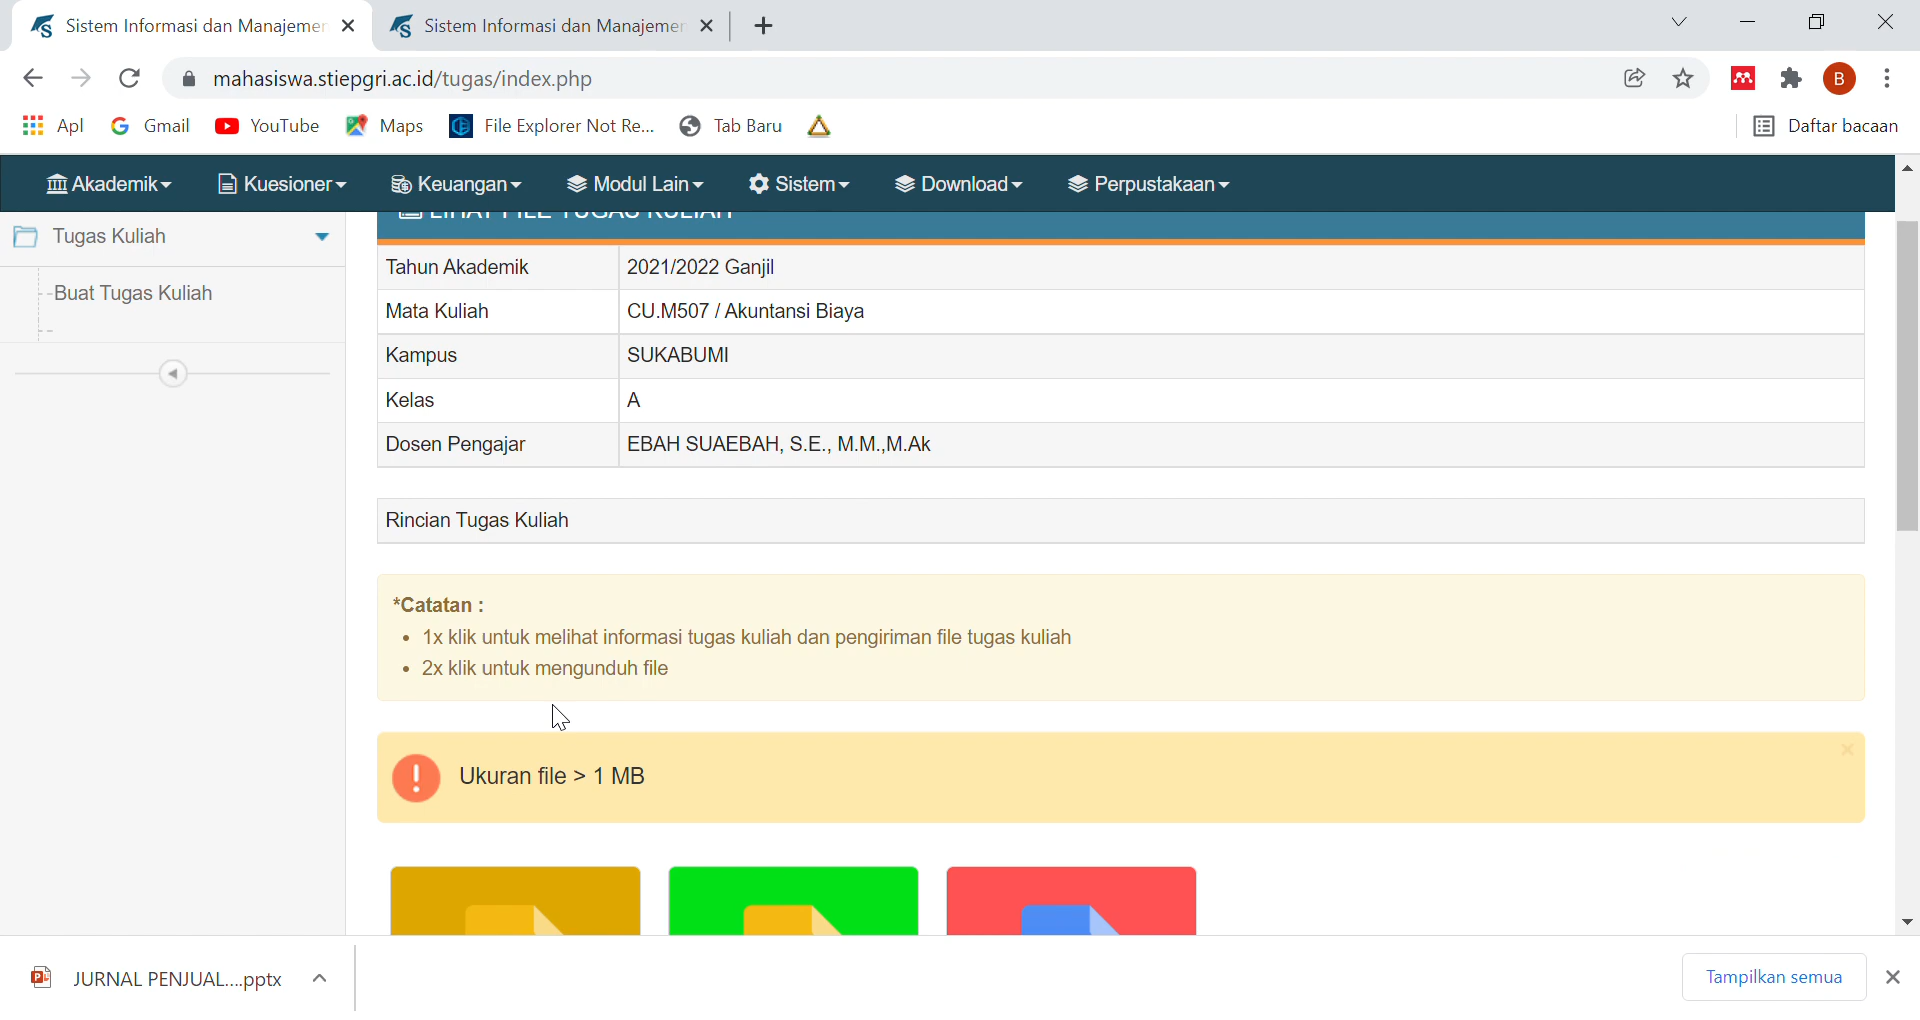 Sistem Informasi dan Manajemen
Sistem Informasi dan Manajemen
mahasiswa.stiepgri.ac.id/tugas/index.php
B
Apl
Gmail
YouTube
Maps
File Explorer Not Re...
Tab Baru
Daftar bacaan
Akademik
Kuesioner
Keuangan
Modul Lain
Sistem
Download
Perpustakaan
LIHAT FILE TUGAS KULIAH
Tugas Kuliah
Buat Tugas Kuliah
Tahun Akademik 2021/2022 Ganjil
Mata Kuliah CU.M507 / Akuntansi Biaya
Kampus SUKABUMI
Kelas A
Dosen Pengajar EBAH SUAEBAH, S.E., M.M.,M.Ak
Rincian Tugas Kuliah
*Catatan :
• 1x klik untuk melihat informasi tugas kuliah dan pengiriman file tugas kuliah
• 2x klik untuk mengunduh file
Ukuran file > 1 MB
JURNAL PENJUAL....pptx
Tampilkan semua